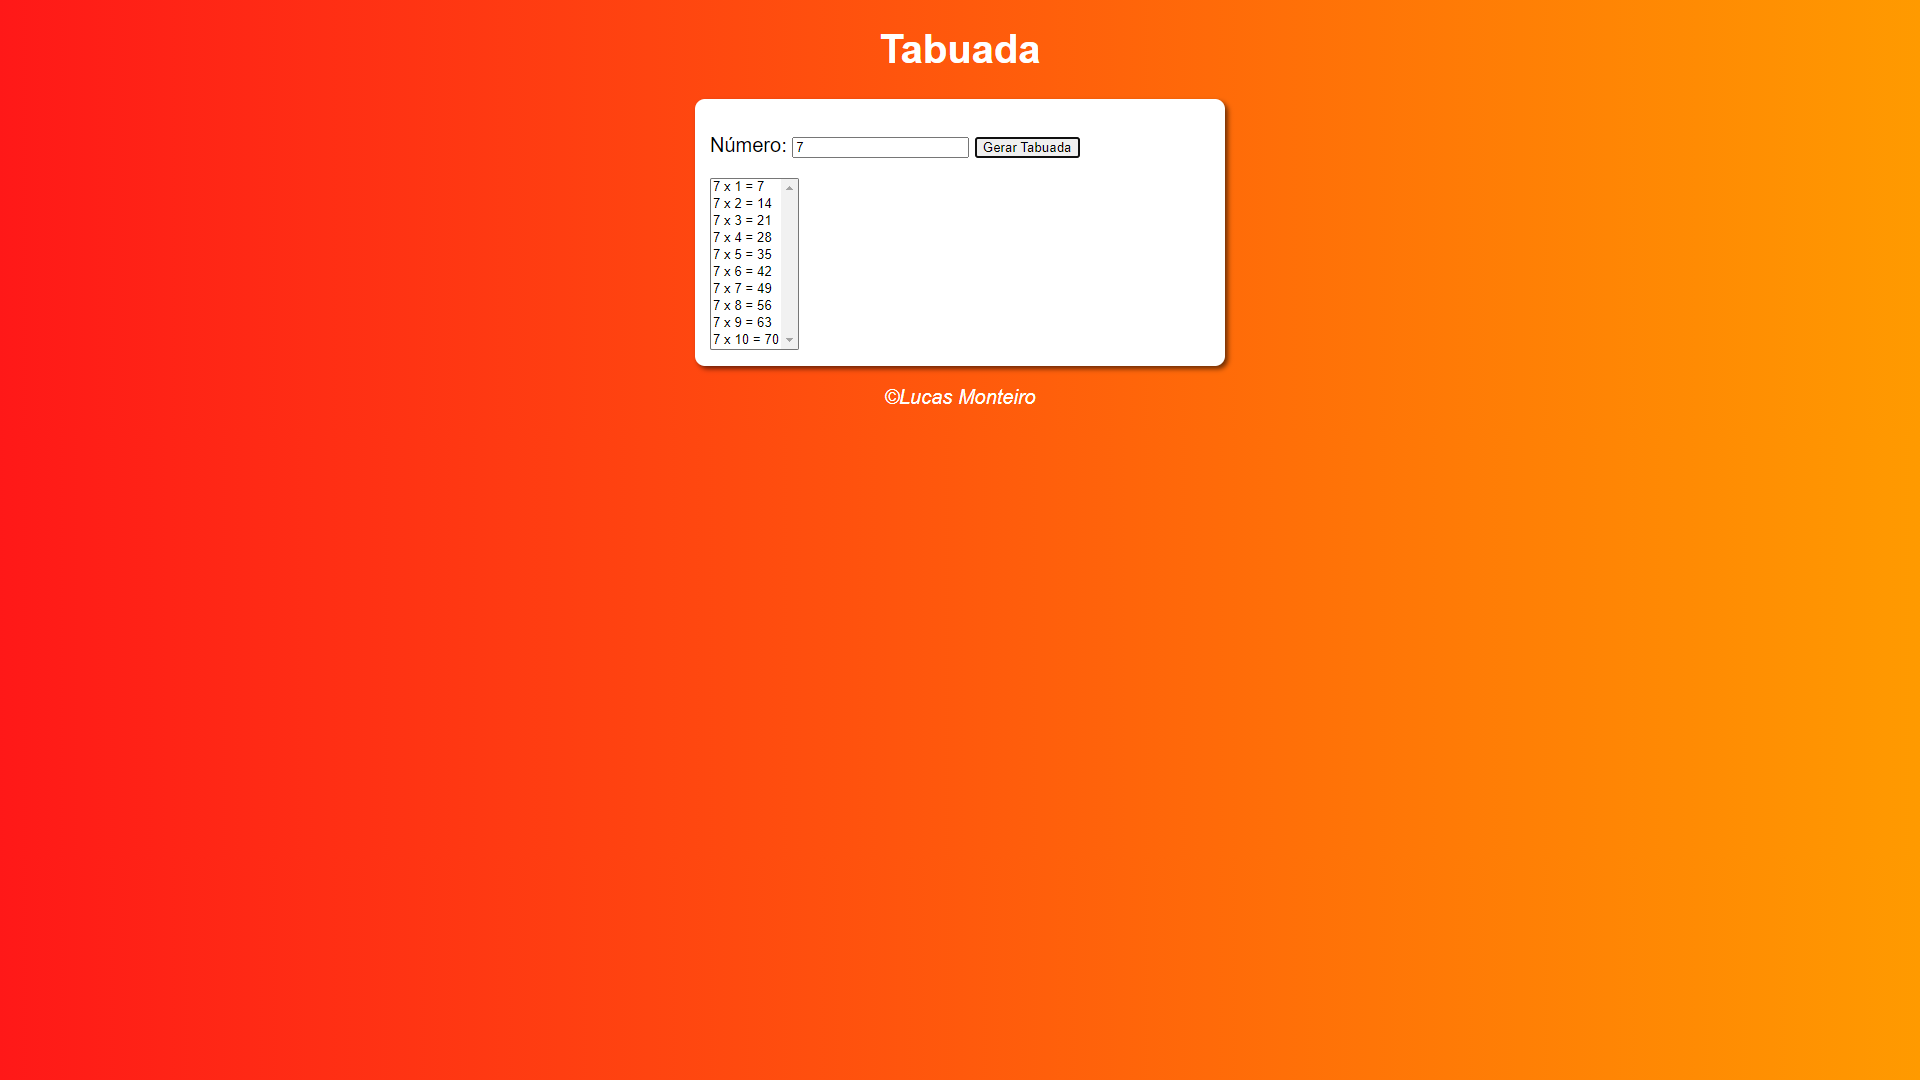 Tabuada
Número: 7 Gerar Tabuada
7 x 1 = 7
7 x 2 = 14
7 x 3 = 21
7 x 4 = 28
7 x 5 = 35
7 x 6 = 42
7 x 7 = 49
7 x 8 = 56
7 x 9 = 63
7 x 10 = 70
©Lucas Monteiro